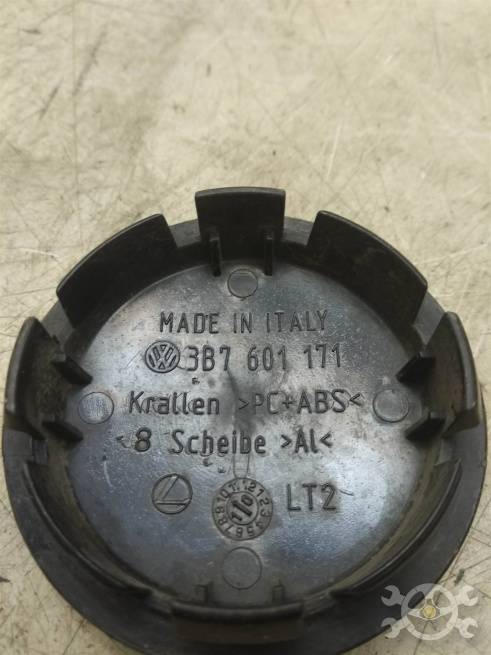 MADE IN ITALY
3B7 601 171
Krallen >PC+ABS<
8 Scheibe >Al<
LT2